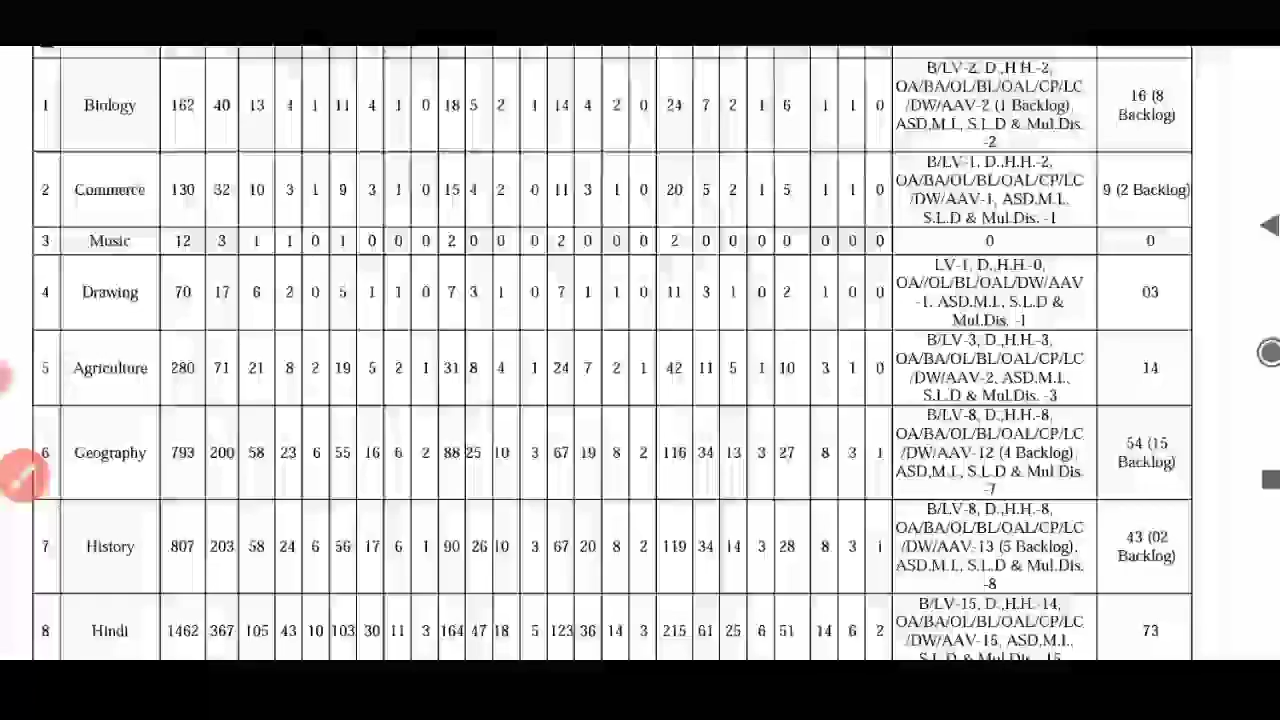 B/LV-2, D.,H.H.-2,
OA/BA/OL/BL/OAL/CP/LC
1 Biology 162 40 13 4 1 11 4 1 0 18 5 2 1 14 4 2 0 24 7 2 1 6 1 1 0 /DW/AAV-2 (1 Backlog), 16 (8 Backlog)
ASD,M.I., S.L.D & Mul.Dis.
-2
B/LV-1, D.,H.H.-2,
2 Commerce 130 32 10 3 1 9 3 1 0 15 4 2 0 11 3 1 0 20 5 2 1 5 1 1 0 OA/BA/OL/BL/OAL/CP/LC 9 (2 Backlog)
/DW/AAV-1, ASD,M.I.,
S.L.D & Mul.Dis. -1
3 Music 12 3 1 1 0 1 0 0 0 2 0 0 0 2 0 0 0 2 0 0 0 0 0 0 0 0 0
LV-1, D.,H.H.-0,
4 Drawing 70 17 6 2 0 5 1 1 0 7 3 1 0 7 1 1 0 11 3 1 0 2 1 0 0 OA//OL/BL/OAL/DW/AAV 03
-1, ASD.M.I., S.L.D &
Mul.Dis. -1
B/LV-3, D.,H.H.-3,
5 Agriculture 280 71 21 8 2 19 5 2 1 31 8 4 1 24 7 2 1 42 11 5 1 10 3 1 0 OA/BA/OL/BL/OAL/CP/LC 14
/DW/AAV-2, ASD.M.I.,
S.L.D & Mul.Dis. -3
B/LV-8, D.,H.H.-8,
OA/BA/OL/BL/OAL/CP/LC
6 Geography 793 200 58 23 6 55 16 6 2 88 25 10 3 67 19 8 2 116 34 13 3 27 8 3 1 /DW/AAV-12 (4 Backlog), 54 (15 Backlog)
ASD,M.I., S.L.D & Mul Dis.
-7
B/LV-8, D.,H.H.-8,
OA/BA/OL/BL/OAL/CP/LC
7 History 807 203 58 24 6 56 17 6 1 90 26 10 3 67 20 8 2 119 34 14 3 28 8 3 1 /DW/AAV-13 (5 Backlog), 43 (02 Backlog)
ASD,M.I., S.L.D & Mul.Dis.
-8
B/LV-15, D.,H.H.-14,
8 Hindi 1462 367 105 43 10 103 30 11 3 164 47 18 5 123 36 14 3 215 61 25 6 51 14 6 2 OA/BA/OL/BL/OAL/CP/LC 73
/DW/AAV-15, ASD,M.I.,
S.L.D & Mul.Dis. -15